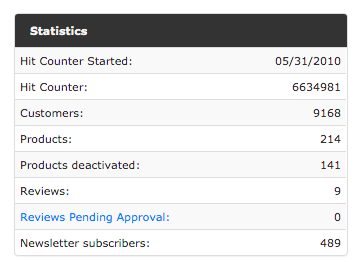 Statistics
Hit Counter Started: 05/31/2010
Hit Counter: 6634981
Customers: 9168
Products: 214
Products deactivated: 141
Reviews: 9
Reviews Pending Approval: 0
Newsletter subscribers: 489